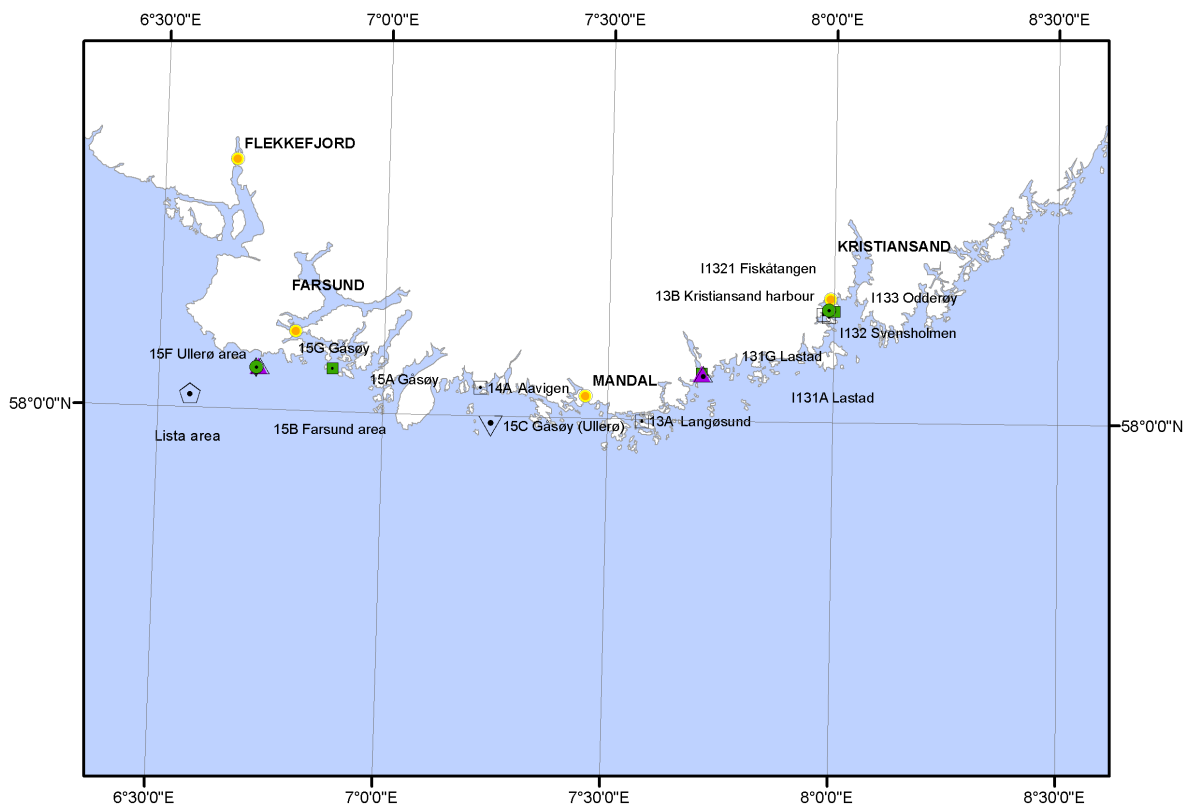 6°30'0"E
7°0'0"E
7°30'0"E
8°0'0"E
8°30'0"E
FLEKKEFJORD
KRISTIANSAND
I1321 Fiskåtangen
FARSUND
13B Kristiansand harbour
I133 Odderøy
I132 Svensholmen
15G Gåsøy
15F Ullerø area
131G Lastad
15A Gåsøy
MANDAL
14A Aavigen
I131A Lastad
58°0'0"N
15B Farsund area
15C Gåsøy (Ullerø)
13A Langøsund
58°0'0"N
Lista area
6°30'0"E
7°0'0"E
7°30'0"E
8°0'0"E
8°30'0"E